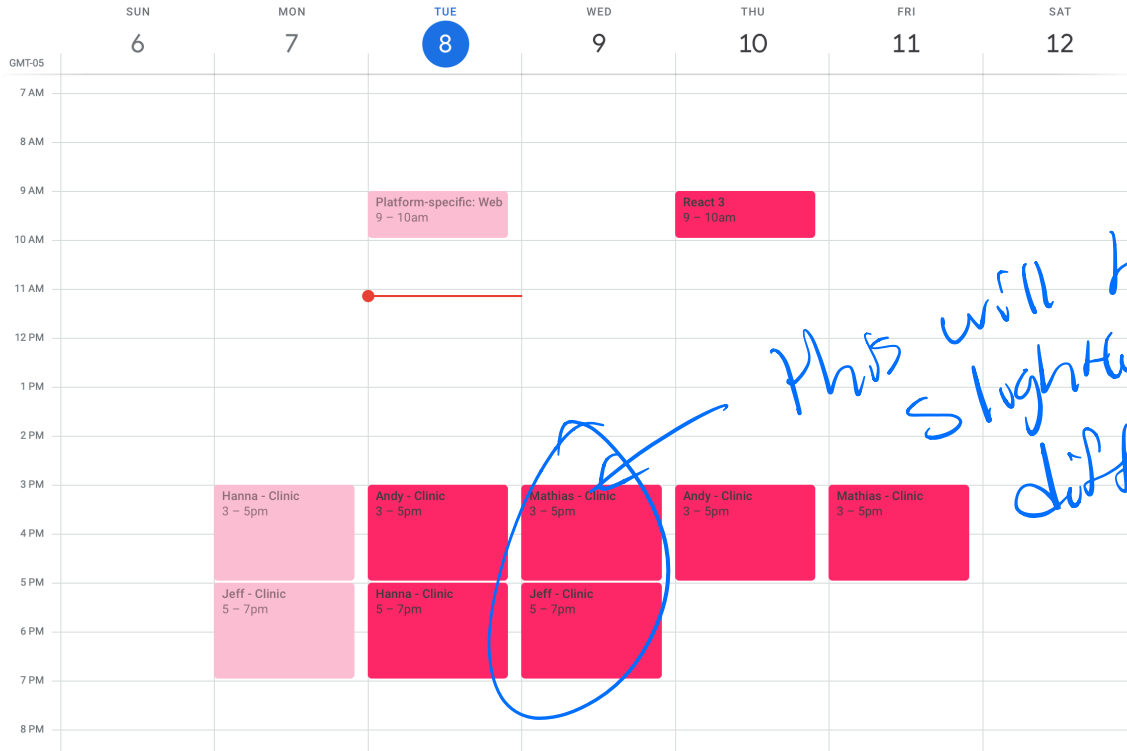 SUN MON TUE WED THU FRI SAT
6 7 8 9 10 11 12
GMT-05
7 AM
8 AM
9 AM
Platform-specific: Web
9 – 10am
React 3
9 – 10am
10 AM
11 AM
12 PM
This will
1 PM
2 PM
3 PM
Hanna - Clinic
3 – 5pm
Andy - Clinic
3 – 5pm
Mathias - Clinic
3 – 5pm
Andy - Clinic
3 – 5pm
Mathias - Clinic
3 – 5pm
4 PM
5 PM
Jeff - Clinic
5 – 7pm
Hanna - Clinic
5 – 7pm
Jeff - Clinic
5 – 7pm
6 PM
7 PM
8 PM